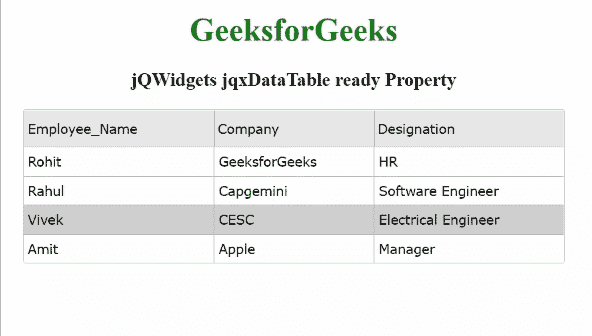 GeeksforGeeks
jQWidgets jqxDataTable ready Property
Employee_Name Company Designation
Rohit GeeksforGeeks HR
Rahul Capgemini Software Engineer
Vivek CESC Electrical Engineer
Amit Apple Manager